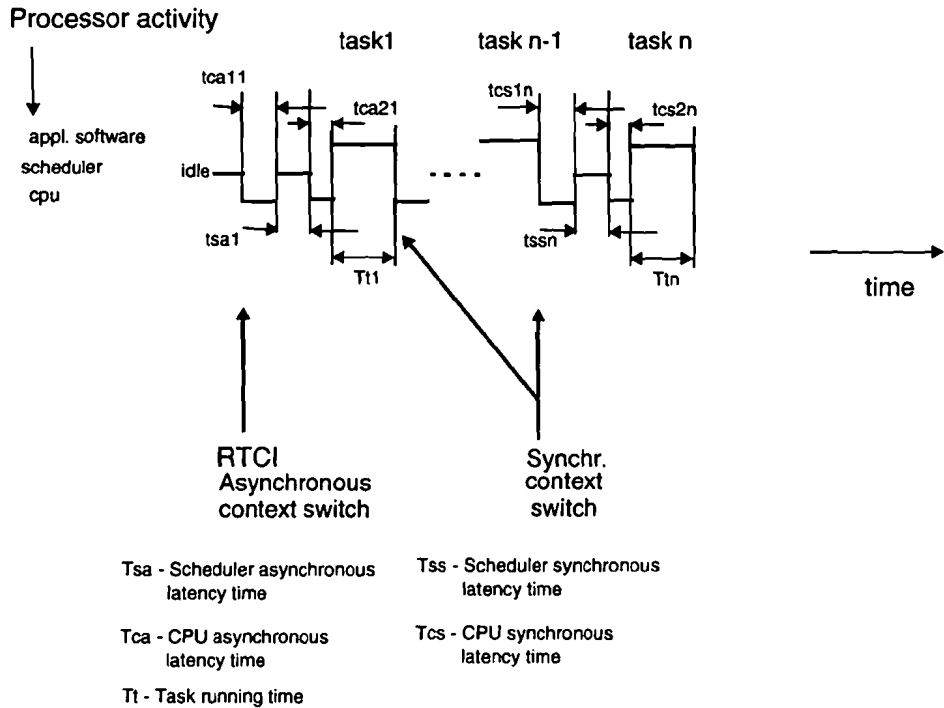 Processor activity
task1
task n-1
task n
tca11
tca21
tcs1n
tcs2n
appl. software
scheduler
idle
cpu
tsa1
tssn
Tt1
Ttn
time
RTCI
Asynchronous
context switch
Synchr.
context
switch
Tsa - Scheduler asynchronous
latency time
Tss - Scheduler synchronous
latency time
Tca - CPU asynchronous
latency time
Tcs - CPU synchronous
latency time
Tt - Task running time